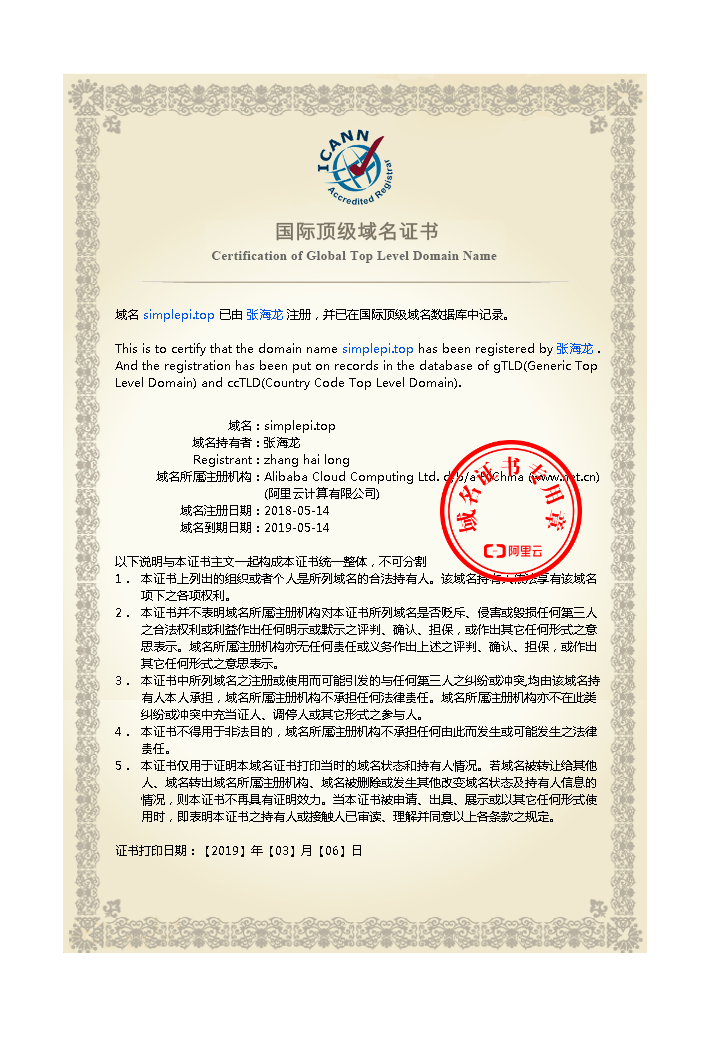 ICANN
Accredited Registrar
国际顶级域名证书
Certification of Global Top Level Domain Name
域名 simplepi.top 已由 张海龙 注册，并已在国际顶级域名数据库中记录。
This is to certify that the domain name simplepi.top has been registered by 张海龙 .
And the registration has been put on records in the database of gTLD(Generic Top
Level Domain) and ccTLD(Country Code Top Level Domain).
域名：simplepi.top
域名持有者：张海龙
Registrant：zhang hai long
域名所属注册机构：Alibaba Cloud Computing Ltd. d/b/a HiChina (www.net.cn)
(阿里云计算有限公司)
域名注册日期：2018-05-14
域名到期日期：2019-05-14
域名证书专用章
阿里云
以下说明与本证书主文一起构成本证书统一整体，不可分割
1． 本证书上列出的组织或者个人是所列域名的合法持有人。该域名持有人依法享有该域名
项下之各项权利。
2． 本证书并不表明域名所属注册机构对本证书所列域名是否贬斥、侵害或毁损任何第三人
之合法权利或利益作出任何明示或默示之评判、确认、担保，或作出其它任何形式之意
思表示。域名所属注册机构亦无任何责任或义务作出上述之评判、确认、担保，或作出
其它任何形式之意思表示。
3． 本证书中所列域名之注册或使用而可能引发的与任何第三人之纠纷或冲突,均由该域名持
有人本人承担，域名所属注册机构不承担任何法律责任。域名所属注册机构亦不在此类
纠纷或冲突中充当证人、调停人或其它形式之参与人。
4． 本证书不得用于非法目的，域名所属注册机构不承担任何由此而发生或可能发生之法律
责任。
5． 本证书仅用于证明本域名证书打印当时的域名状态和持有人情况。若域名被转让给其他
人、域名转出域名所属注册机构、域名被删除或发生其他改变域名状态及持有人信息的
情况，则本证书不再具有证明效力。当本证书被申请、出具、展示或以其它任何形式使
用时，即表明本证书之持有人或接触人已审读、理解并同意以上各条款之规定。
证书打印日期：【2019】年【03】月【06】日